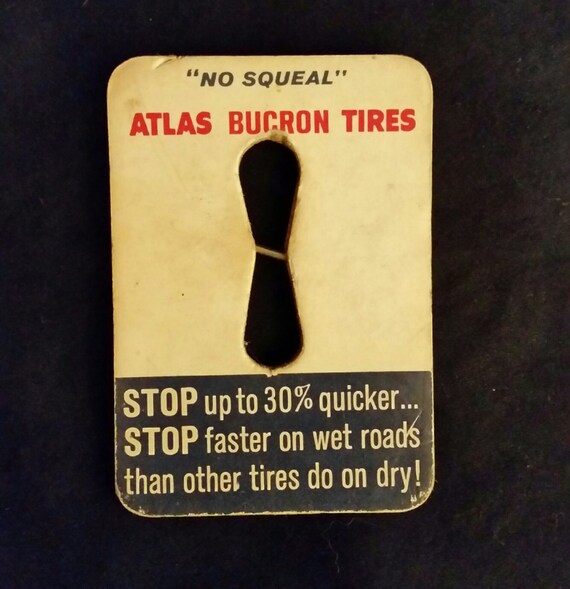 "NO SQUEAL"
ATLAS BUCRON TIRES
STOP up to 30% quicker...
STOP faster on wet roads
than other tires do on dry!